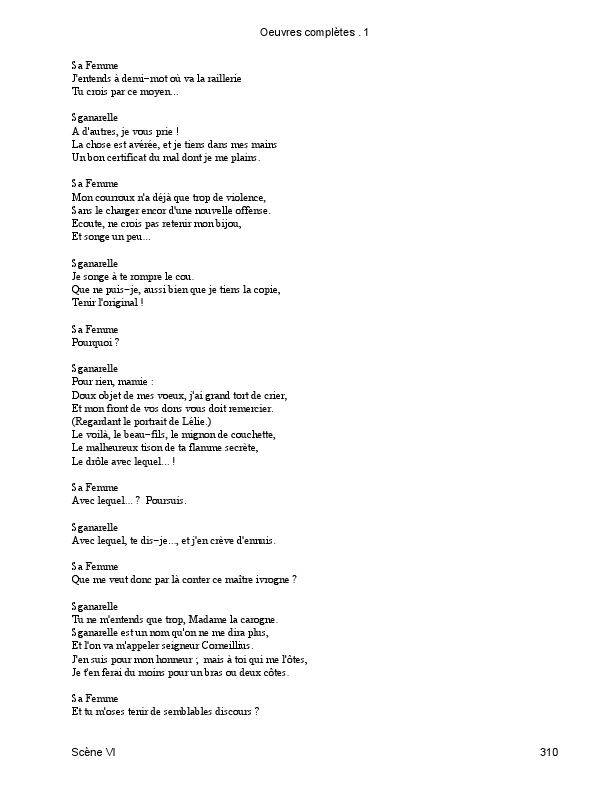 Oeuvres complètes . 1
Sa Femme
J'entends à demi-mot où va la raillerie
Tu crois par ce moyen...
Sganarelle
A d'autres, je vous prie !
La chose est avérée, et je tiens dans mes mains
Un bon certificat du mal dont je me plains.
Sa Femme
Mon courroux n'a déjà que trop de violence,
Sans le charger encor d'une nouvelle offense.
Ecoute, ne crois pas retenir mon bijou,
Et songe un peu...
Sganarelle
Je songe à te rompre le cou.
Que ne puis-je, aussi bien que je tiens la copie,
Tenir l'original !
Sa Femme
Pourquoi ?
Sganarelle
Pour rien, mamie :
Doux objet de mes voeux, j'ai grand tort de crier,
Et mon front de vos dons vous doit remercier.
(Regardant le portrait de Lélie.)
Le voilà, le beau-fils, le mignon de couchette,
Le malheureux tison de ta flamme secrète,
Le drôle avec lequel... !
Sa Femme
Avec lequel... ? Poursuis.
Sganarelle
Avec lequel, te dis-je..., et j'en crève d'ennuis.
Sa Femme
Que me veut donc par là conter ce maître ivrogne ?
Sganarelle
Tu ne m'entends que trop, Madame la carogne.
Sganarelle est un nom qu'on ne me dira plus,
Et l'on va m'appeler seigneur Corneillius.
J'en suis pour mon honneur ; mais à toi qui me l'ôtes,
Je t'en ferai du moins pour un bras ou deux côtes.
Sa Femme
Et tu m'oses tenir de semblables discours ?
Scène VI
310